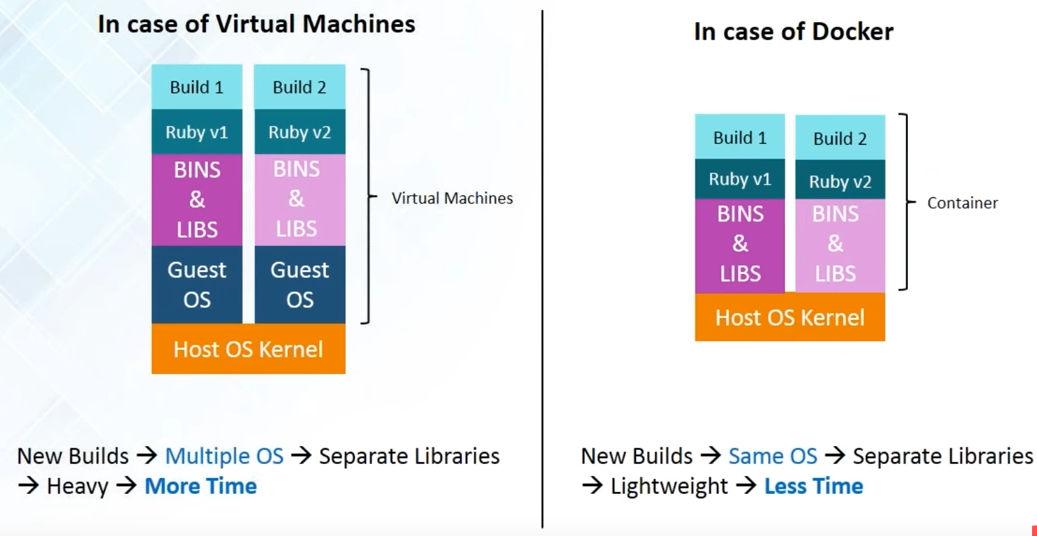 In case of Virtual Machines
Build 1
Build 2
Ruby v1
Ruby v2
BINS
&
LIBS
BINS
&
LIBS
Guest
OS
Guest
OS
Host OS Kernel
Virtual Machines
New Builds → Multiple OS → Separate Libraries
→ Heavy → More Time
In case of Docker
Build 1
Build 2
Ruby v1
Ruby v2
BINS
&
LIBS
BINS
&
LIBS
Host OS Kernel
Container
New Builds → Same OS → Separate Libraries
→ Lightweight → Less Time